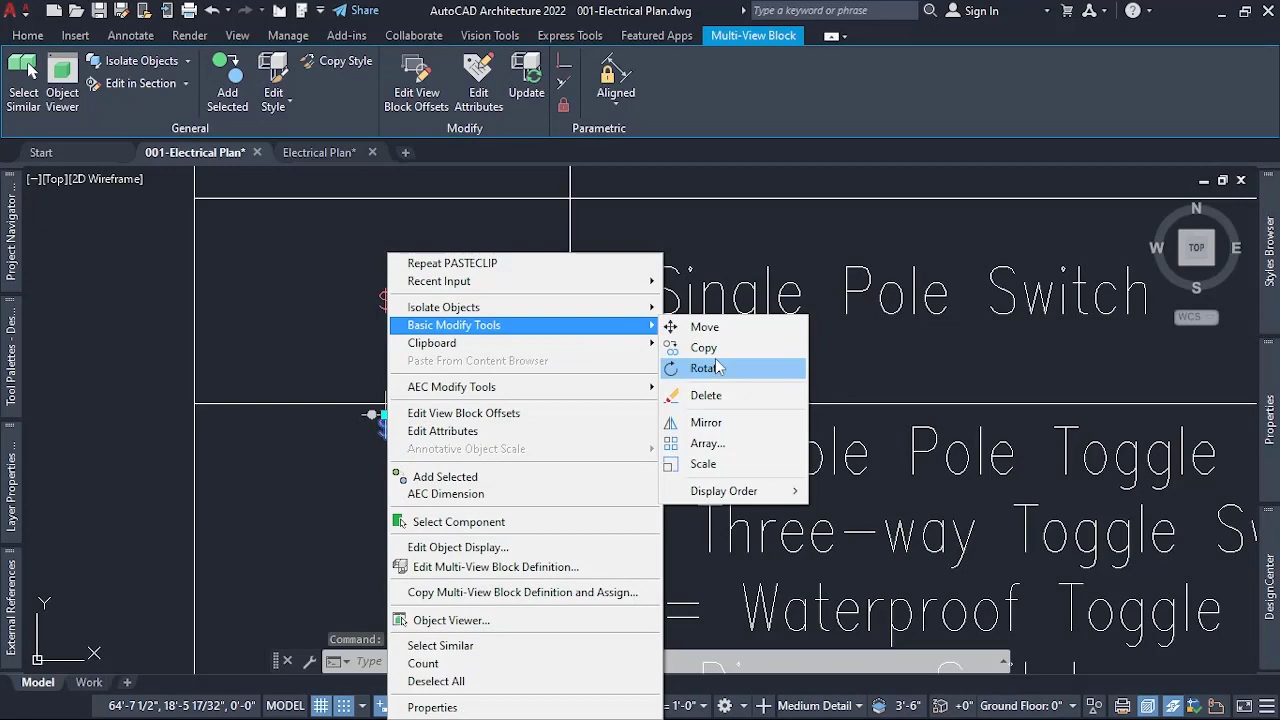 Share
AutoCAD Architecture 2022 001-Electrical Plan.dwg
Type a keyword or phrase
Sign In
Home Insert Annotate Render View Manage Add-ins Collaborate Vision Tools Express Tools Featured Apps Multi-View Block
Select Similar
Object Viewer
Isolate Objects
Edit in Section
Add Selected
Edit Style
Copy Style
General
Edit View Block Offsets
Edit Attributes
Update
Modify
Aligned
Parametric
Start 001-Electrical Plan* Electrical Plan*
[−][Top][2D Wireframe]
Project Navigator ...
Tool Palettes - Des...
Layer Properties...
External References
N
W TOP E
S
WCS
Styles Browser
Properties
DesignCenter
Single Pole Switch
Pole Toggle
Three-way Toggle
= Waterproof Toggle
Repeat PASTECLIP
Recent Input
Isolate Objects
Basic Modify Tools
Clipboard
Paste From Content Browser
AEC Modify Tools
Edit View Block Offsets
Edit Attributes
Annotative Object Scale
Add Selected
AEC Dimension
Select Component
Edit Object Display...
Edit Multi-View Block Definition...
Copy Multi-View Block Definition and Assign...
Object Viewer...
Select Similar
Count
Deselect All
Properties
Move
Copy
Delete
Mirror
Array...
Scale
Display Order
Y
X
Command:
Type
Model Work
64'-7 1/2", 18'-5 17/32", 0'-0" MODEL
= 1'-0" Medium Detail 3'-6" +0" Ground Floor: 0"